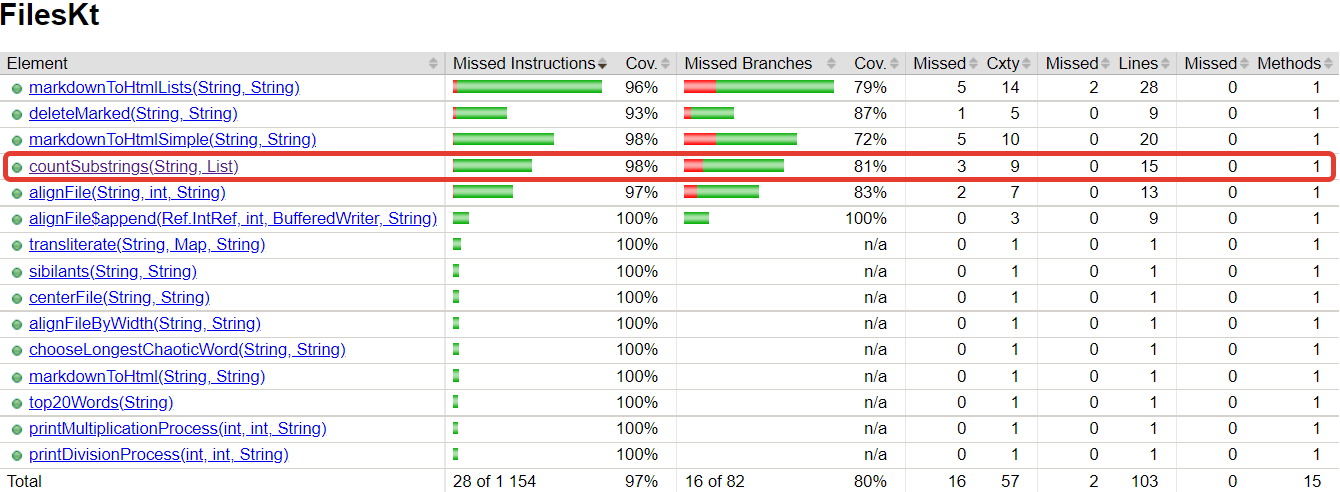 FilesKt
Element Missed Instructions Cov. Missed Branches Cov. Missed Cxty Missed Lines Missed Methods
markdownToHtmlLists(String, String) 96% 79% 5 14 2 28 0 1
deleteMarked(String, String) 93% 87% 1 5 0 9 0 1
markdownToHtmlSimple(String, String) 98% 72% 5 10 0 20 0 1
countSubstrings(String, List) 98% 81% 3 9 0 15 0 1
alignFile(String, int, String) 97% 83% 2 7 0 13 0 1
alignFile$append(Ref.IntRef, int, BufferedWriter, String) 100% 100% 0 3 0 9 0 1
transliterate(String, Map, String) 100% n/a 0 1 0 1 0 1
sibilants(String, String) 100% n/a 0 1 0 1 0 1
centerFile(String, String) 100% n/a 0 1 0 1 0 1
alignFileByWidth(String, String) 100% n/a 0 1 0 1 0 1
chooseLongestChaoticWord(String, String) 100% n/a 0 1 0 1 0 1
markdownToHtml(String, String) 100% n/a 0 1 0 1 0 1
top20Words(String) 100% n/a 0 1 0 1 0 1
printMultiplicationProcess(int, int, String) 100% n/a 0 1 0 1 0 1
printDivisionProcess(int, int, String) 100% n/a 0 1 0 1 0 1
Total 28 of 1 154 97% 16 of 82 80% 16 57 2 103 0 15